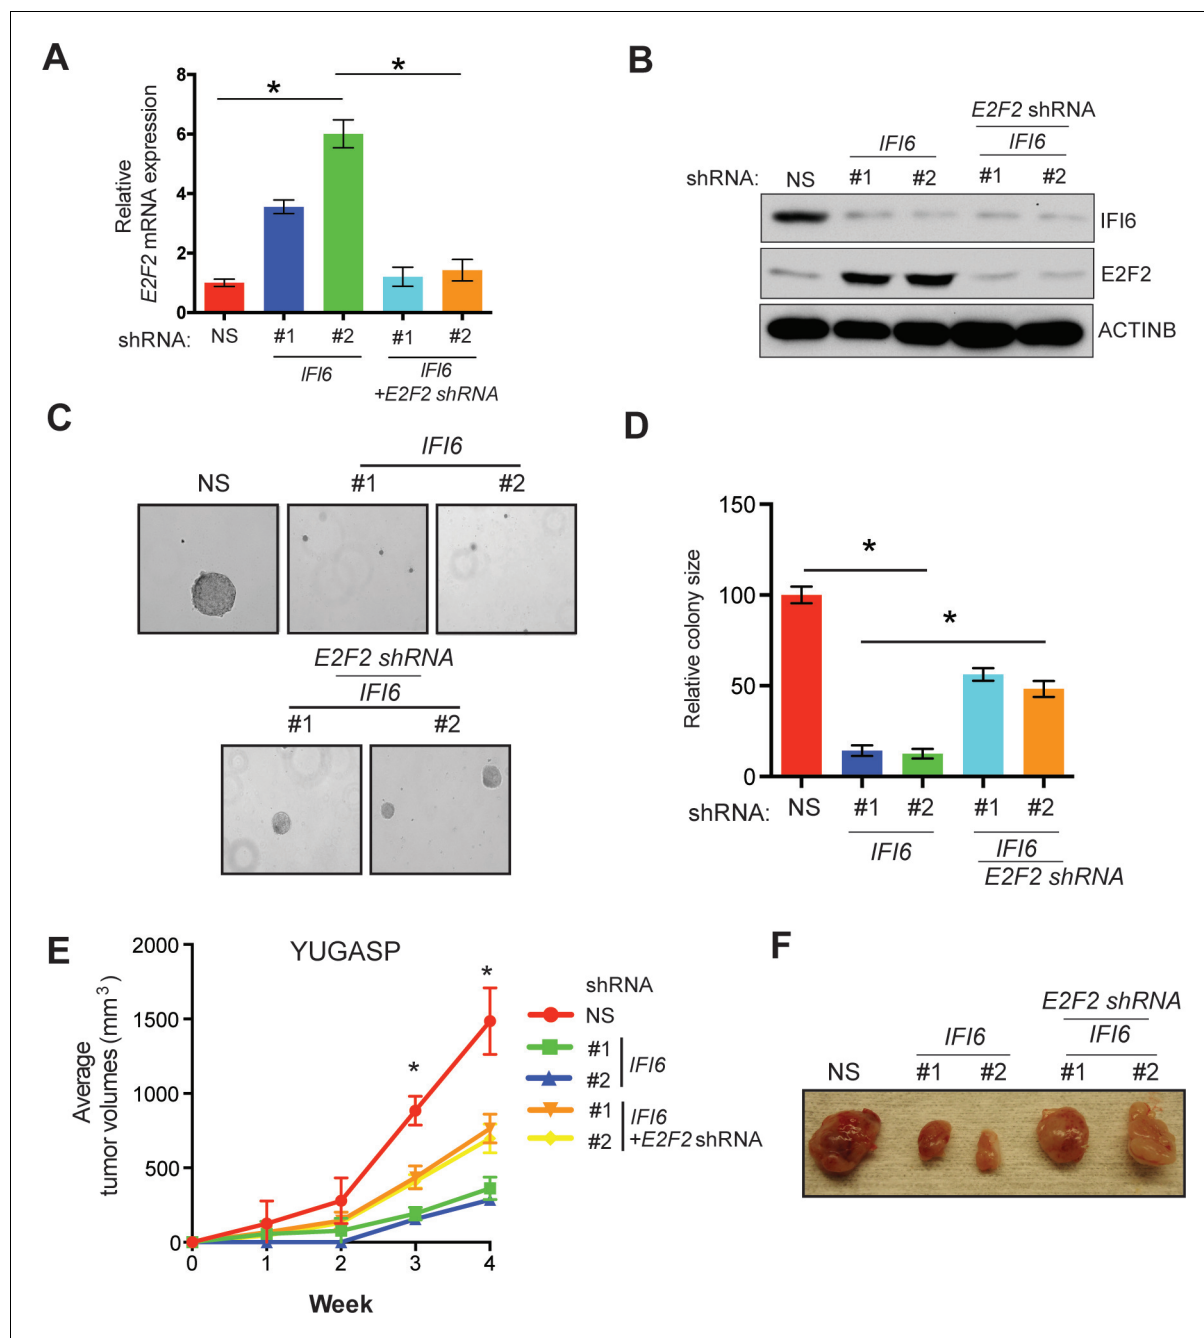 A
Relative
E2F2 mRNA expression
8
6
4
2
0
*
*
shRNA:
NS
#1
#2
#1
#2
IFI6
IFI6
+E2F2 shRNA
B
E2F2 shRNA
IFI6
IFI6
shRNA:
NS
#1
#2
#1
#2
IFI6
E2F2
ACTINB
C
IFI6
NS
#1
#2
E2F2 shRNA
IFI6
#1
#2
D
Relative colony size
150
100
50
0
*
*
shRNA:
NS
#1
#2
#1
#2
IFI6
IFI6
E2F2 shRNA
E
YUGASP
Average
tumor volumes (mm3)
2000
1500
1000
500
0
*
*
0
1
2
3
4
Week
shRNA
NS
#1
#2
IFI6
#1
#2
IFI6
+E2F2 shRNA
F
E2F2 shRNA
IFI6
IFI6
NS
#1
#2
#1
#2